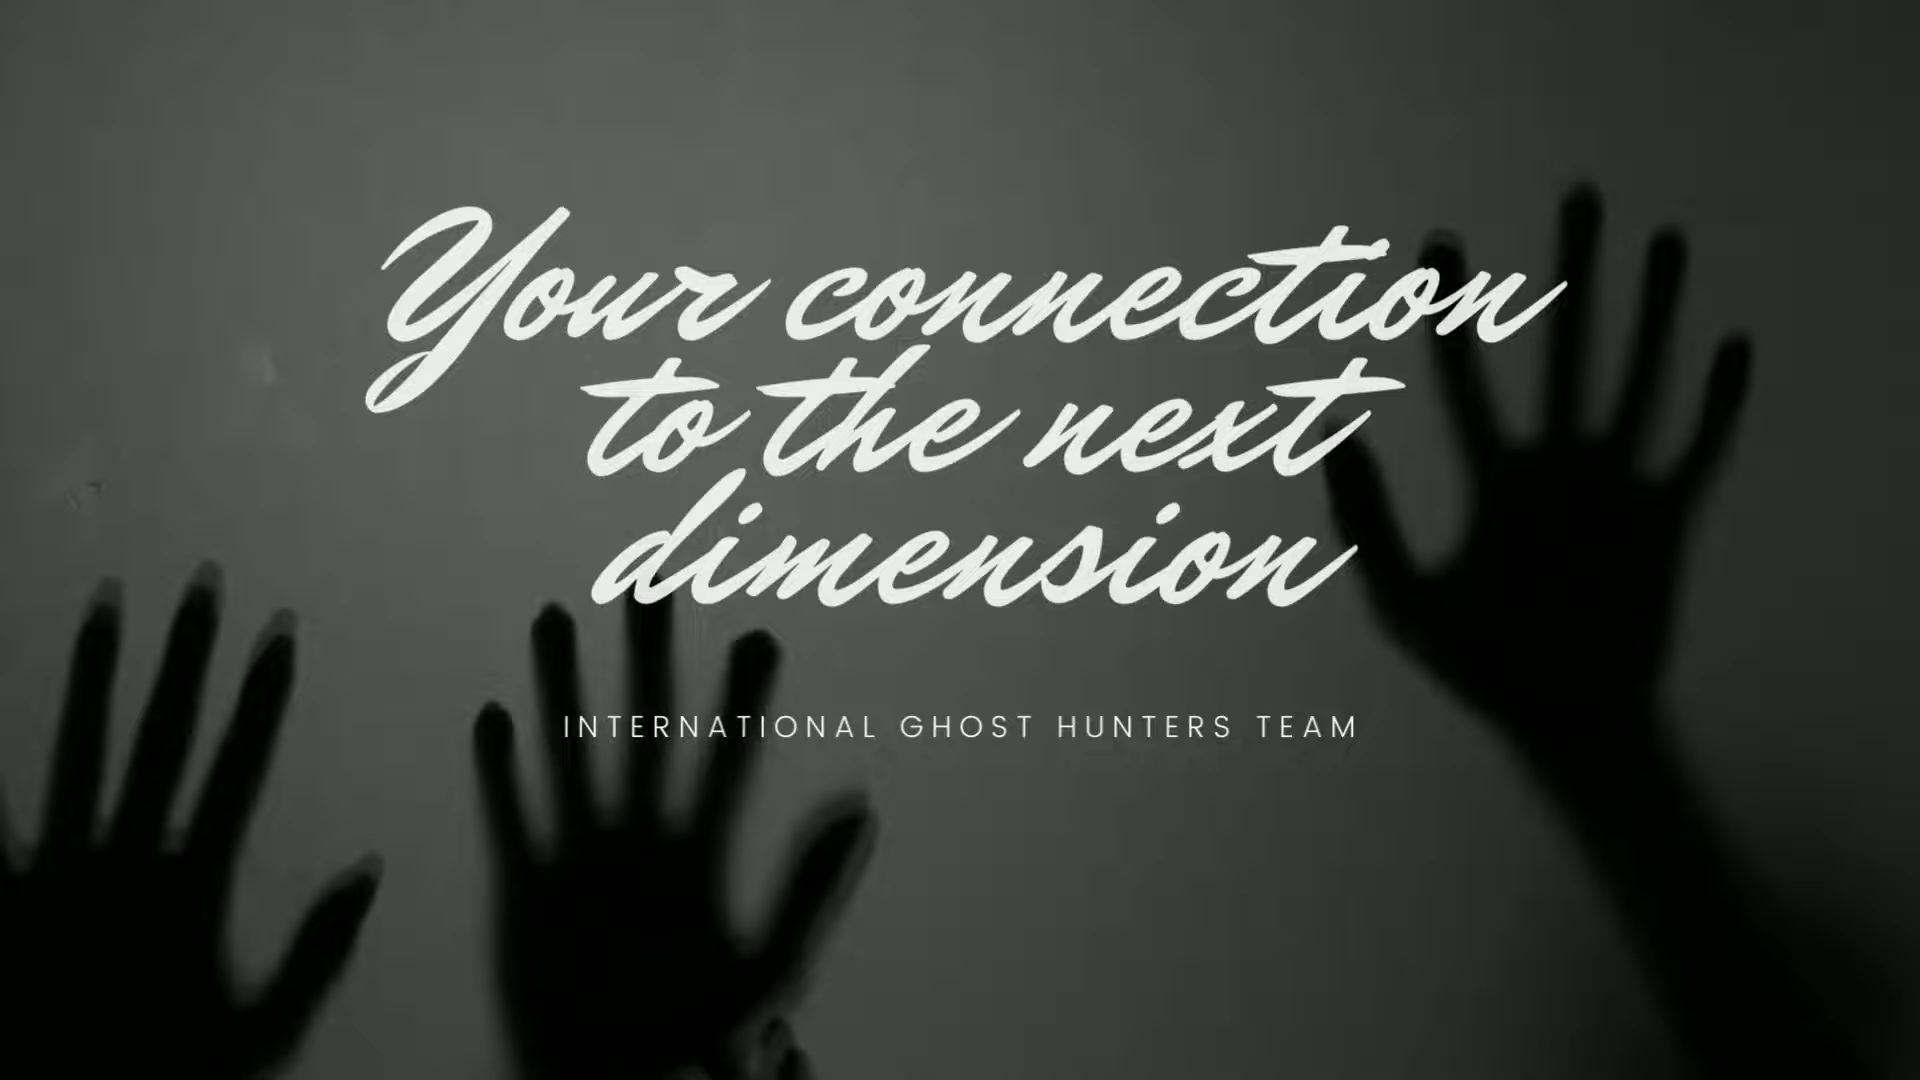 Your connection
to the next
dimension
INTERNATIONAL GHOST HUNTERS TEAM